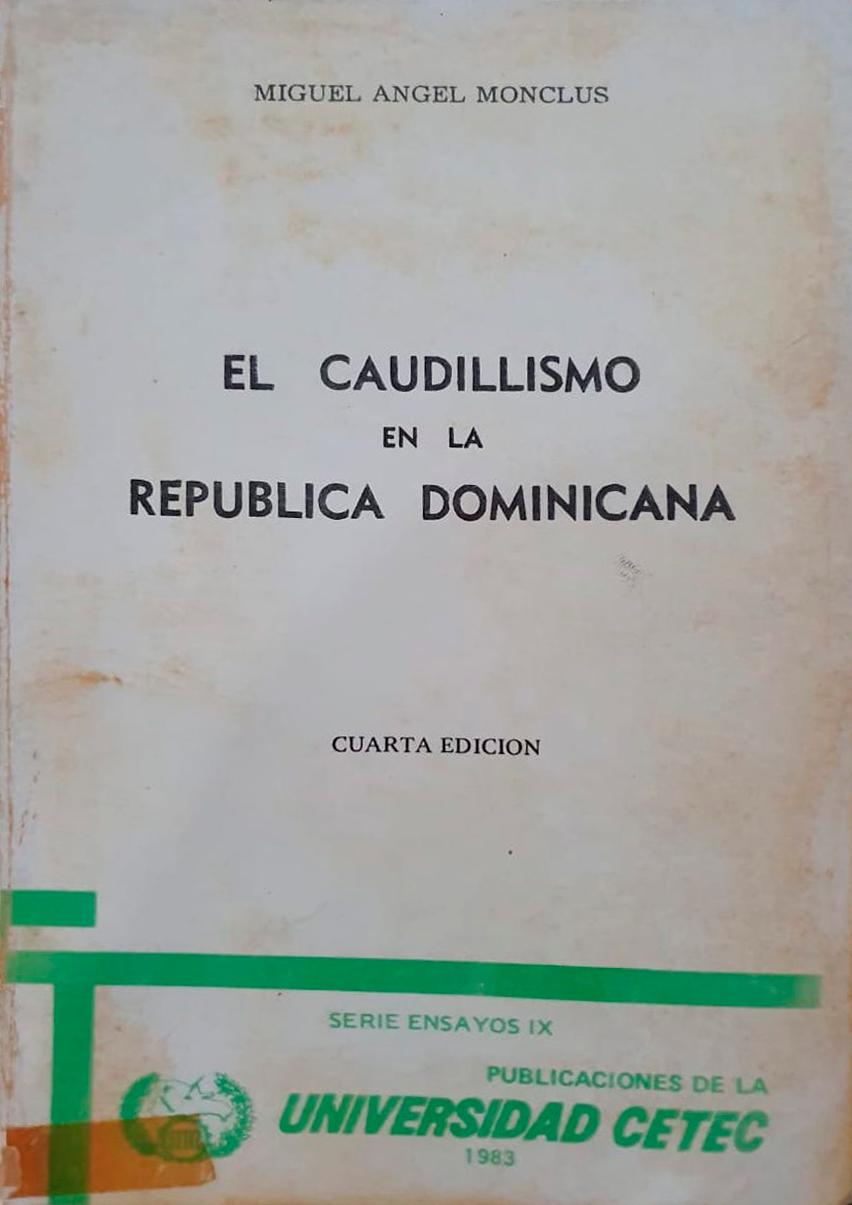 MIGUEL ANGEL MONCLUS
EL CAUDILLISMO
EN LA
REPUBLICA DOMINICANA
CUARTA EDICION
SERIE ENSAYOS IX
PUBLICACIONES DE LA
UNIVERSIDAD CETEC
1983